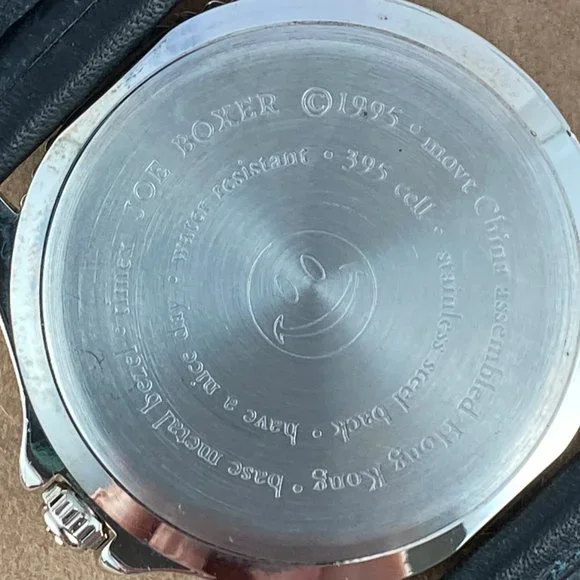 timex JOE BOXER ©1995 · move China assembled Hong Kong · base metal bezel ·
water resistant · 395 cell · stainless steel back · have a nice day ·